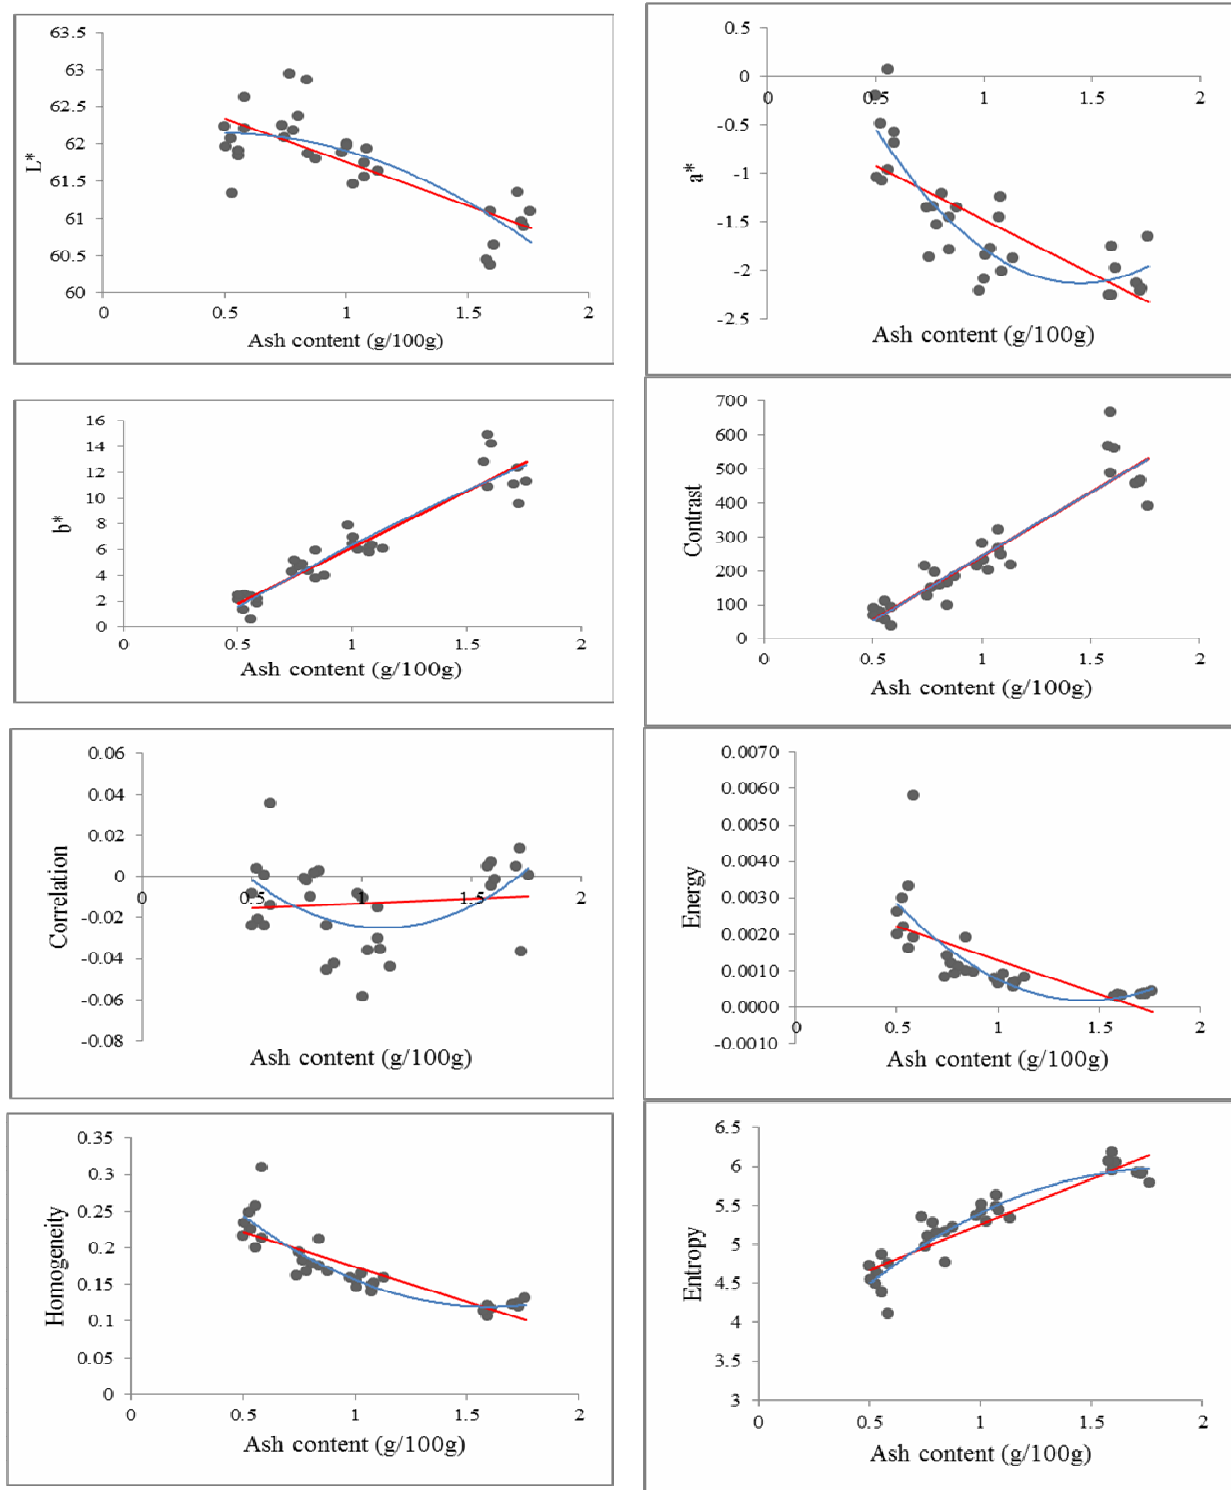 63.5
63
62.5
62
61.5
61
60.5
60
L*
0 0.5 1 1.5 2
Ash content (g/100g)
0.5
0
-0.5
-1
-1.5
-2
-2.5
a*
0 0.5 1 1.5 2
Ash content (g/100g)
16
14
12
10
8
6
4
2
0
b*
0 0.5 1 1.5 2
Ash content (g/100g)
700
600
500
400
300
200
100
0
Contrast
0 0.5 1 1.5 2
Ash content (g/100g)
0.06
0.04
0.02
0
-0.02
-0.04
-0.06
-0.08
Correlation
0 0.5 1 1.5 2
Ash content (g/100g)
0.0070
0.0060
0.0050
0.0040
0.0030
0.0020
0.0010
0.0000
-0.0010
Energy
0 0.5 1 1.5 2
Ash content (g/100g)
0.35
0.3
0.25
0.2
0.15
0.1
0.05
0
Homogeneity
0 0.5 1 1.5 2
Ash content (g/100g)
6.5
6
5.5
5
4.5
4
3.5
3
Entropy
0 0.5 1 1.5 2
Ash content (g/100g)